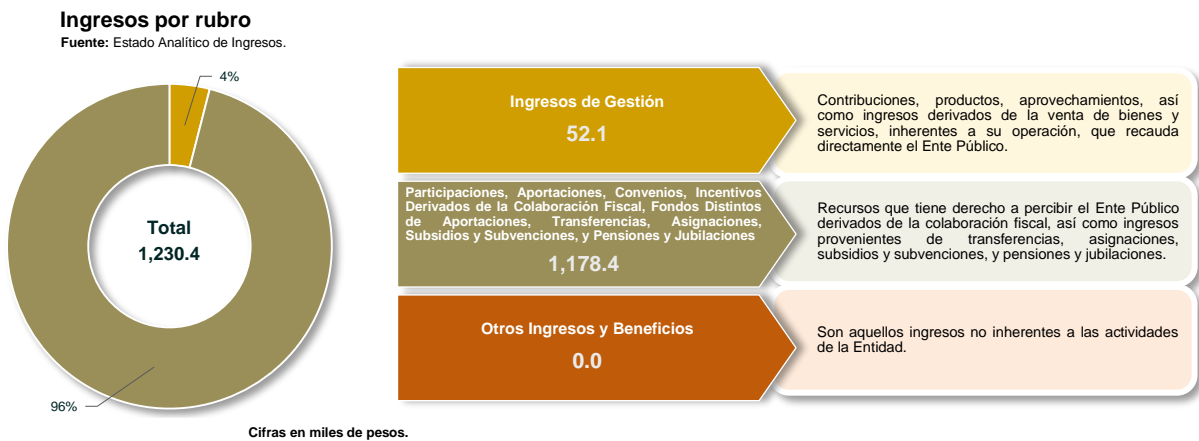 Ingresos por rubro
Fuente: Estado Analítico de Ingresos.
4%
Total
1,230.4
96%
Ingresos de Gestión
52.1
Contribuciones, productos, aprovechamientos, así
como ingresos derivados de la venta de bienes y
servicios, inherentes a su operación, que recauda
directamente el Ente Público.
Participaciones, Aportaciones, Convenios, Incentivos
Derivados de la Colaboración Fiscal, Fondos Distintos
de Aportaciones, Transferencias, Asignaciones,
Subsidios y Subvenciones, y Pensiones y Jubilaciones
1,178.4
Recursos que tiene derecho a percibir el Ente Público
derivados de la colaboración fiscal, así como ingresos
provenientes de transferencias, asignaciones,
subsidios y subvenciones, y pensiones y jubilaciones.
Otros Ingresos y Beneficios
0.0
Son aquellos ingresos no inherentes a las actividades
de la Entidad.
Cifras en miles de pesos.